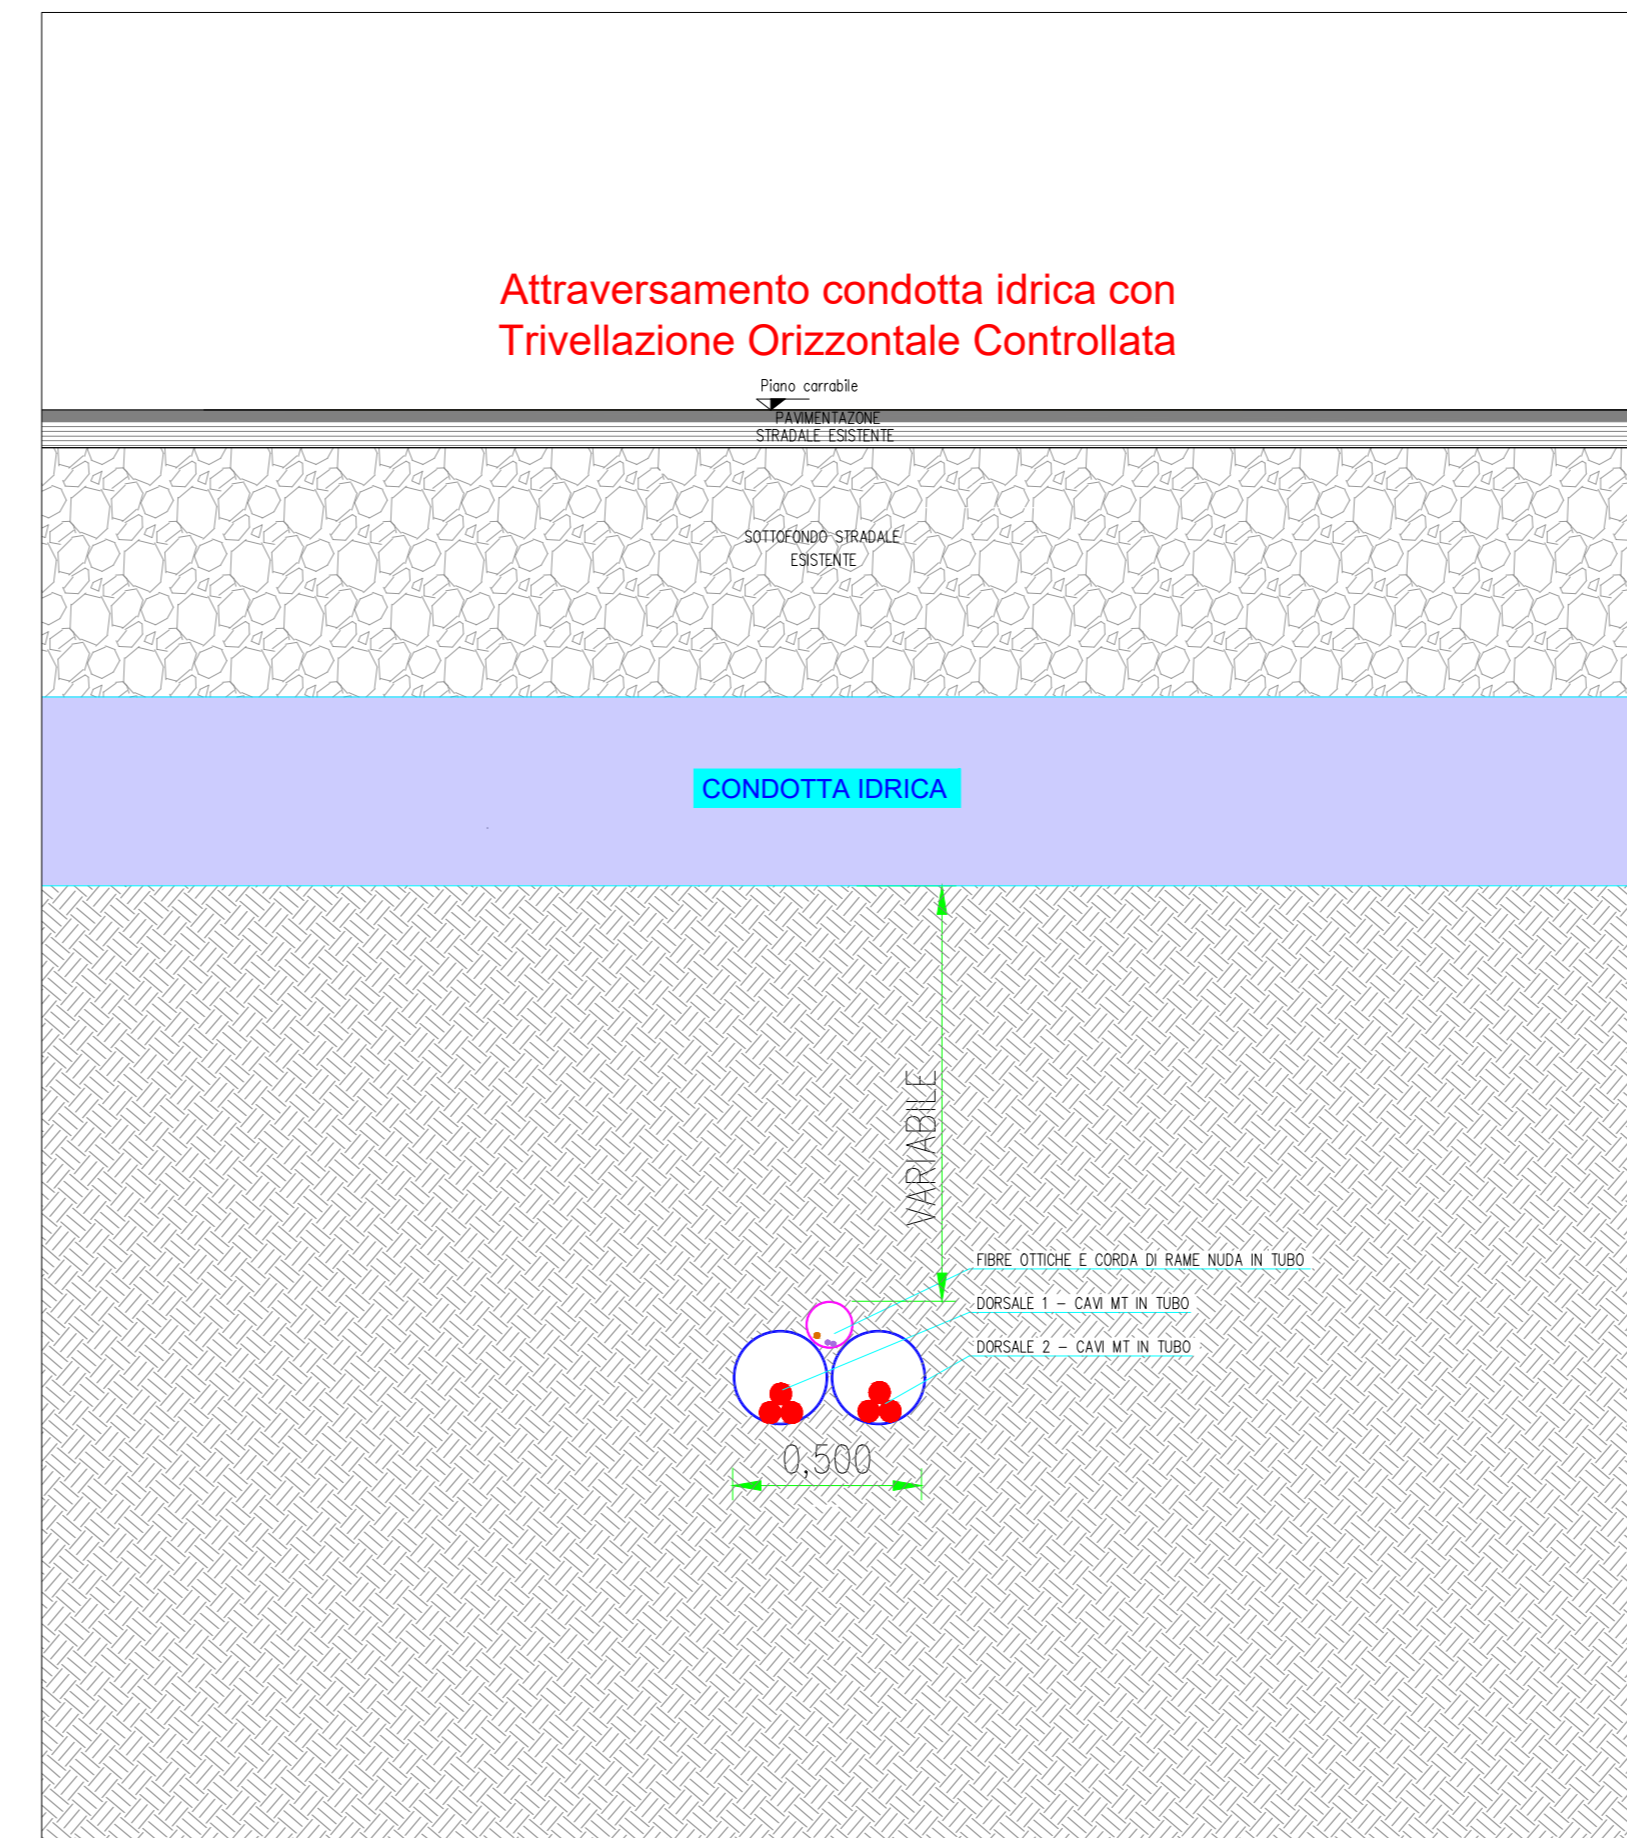 Attraversamento condotta idrica con
Trivellazione Orizzontale Controllata
Piano carrabile
PAVIMENTAZONE
STRADALE ESISTENTE
SOTTOFONDO STRADALE
ESISTENTE
CONDOTTA IDRICA
VARIABILE
FIBRE OTTICHE E CORDA DI RAME NUDA IN TUBO
DORSALE 1 – CAVI MT IN TUBO
DORSALE 2 – CAVI MT IN TUBO
0,500